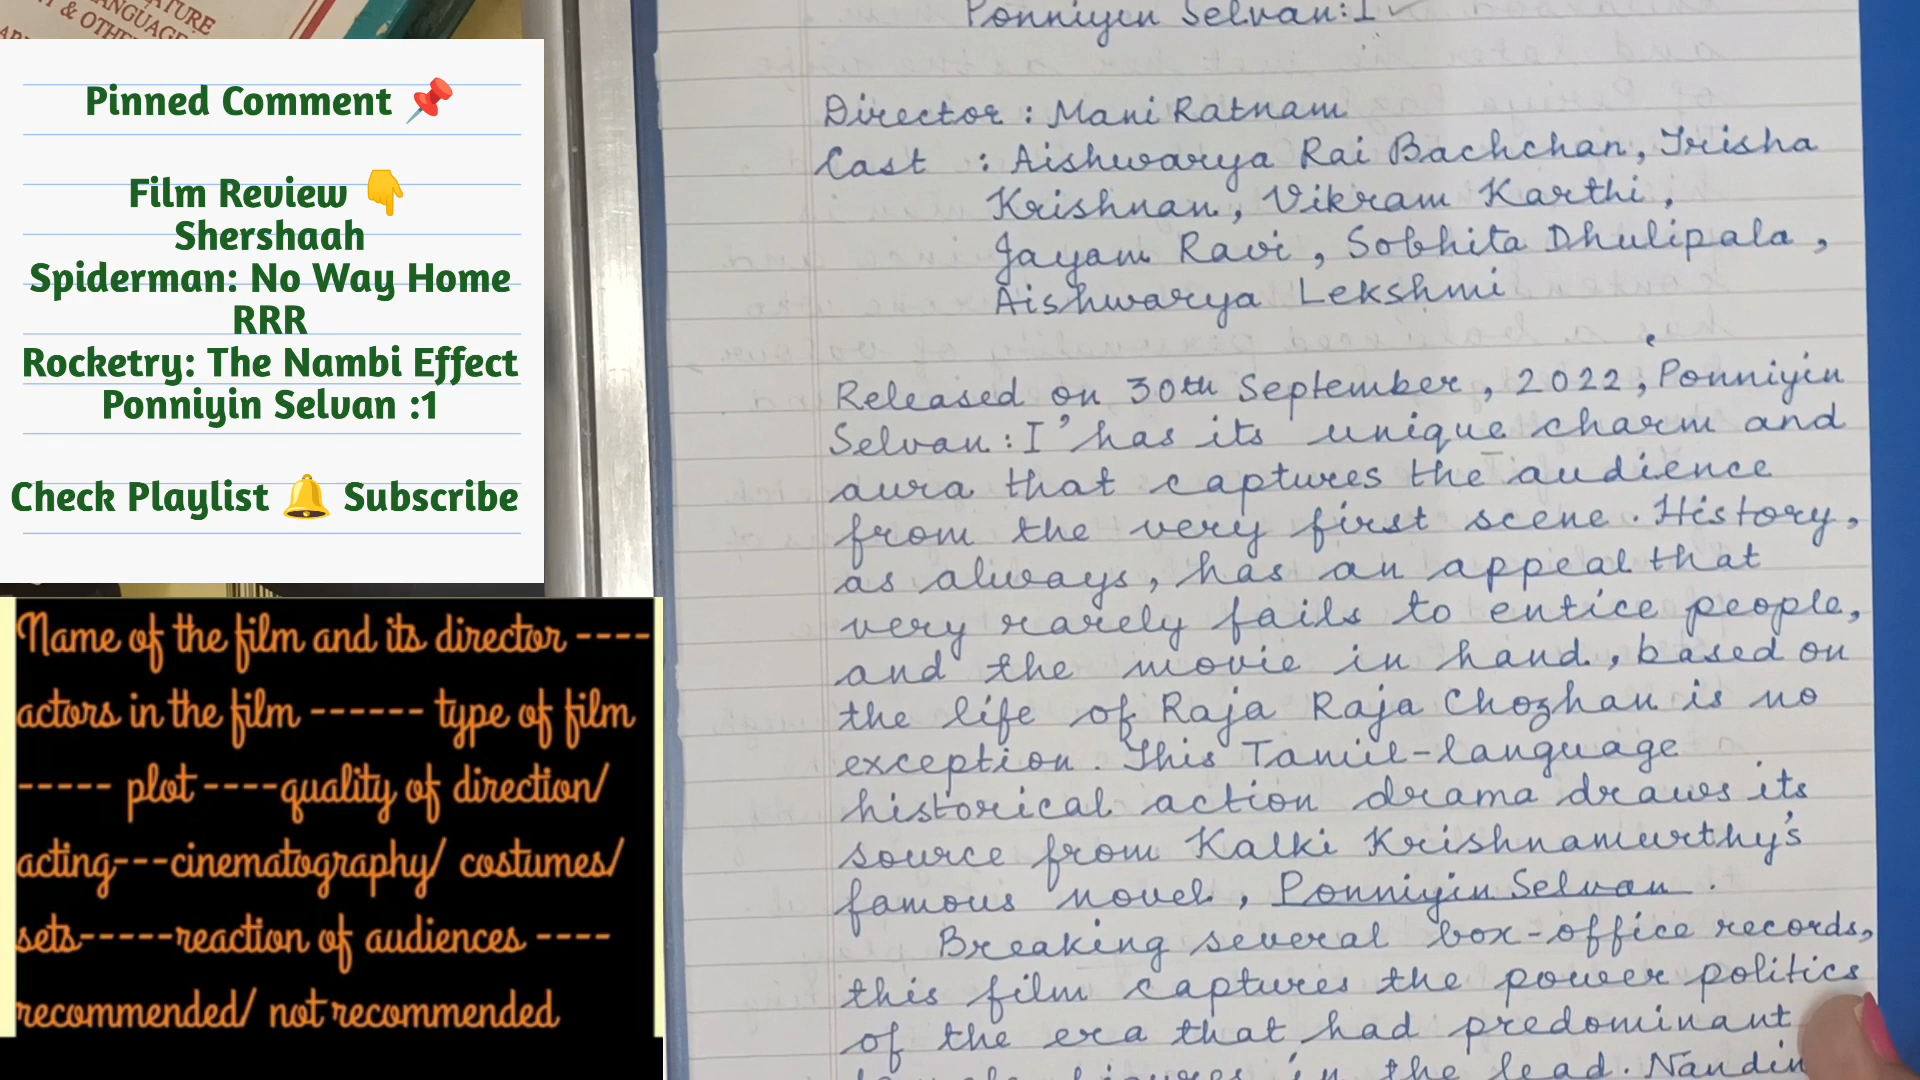 ATURE
LANGUAGE
& OTHE
Pinned Comment 📌
Film Review 👇
Shershaah
Spiderman: No Way Home
RRR
Rocketry: The Nambi Effect
Ponniyin Selvan :1
Check Playlist 🔔 Subscribe
Name of the film and its director ----
actors in the film ------ type of film
----- plot ----quality of direction/
acting---cinematography/ costumes/
sets-----reaction of audiences ----
recommended/ not recommended
Ponniyin Selvan:I
Director : Mani Ratnam
Cast : Aishwarya Rai Bachchan, Trisha
Krishnan, Vikram Karthi,
Jayam Ravi, Sobhita Dhulipala,
Aishwarya Lekshmi
Released on 30th September, 2022, 'Ponniyin
Selvan:I' has its unique charm and
aura that captures the audience
from the very first scene. History,
as always, has an appeal that
very rarely fails to entice people,
and the movie in hand, based on
the life of Raja Raja Chozhan is no
exception. This Tamil-language
historical action drama draws its
source from Kalki Krishnamurthy's
famous novel, Ponniyin Selvan.
Breaking several box-office records,
this film captures the power politics
of the era that had predominant
in the lead. Nandin